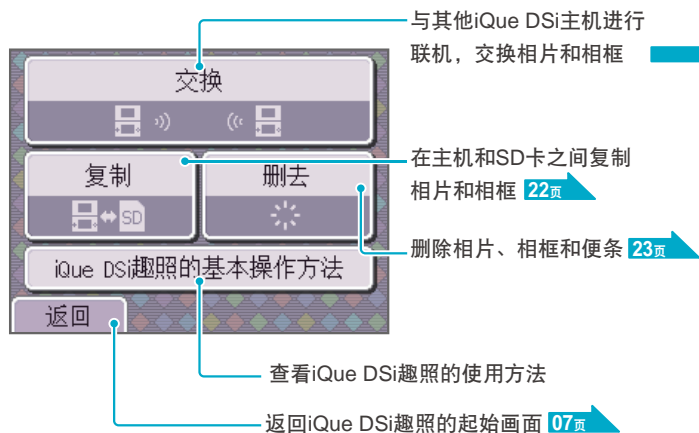 与其他iQue DSi主机进行
联机，交换相片和相框
交换
在主机和SD卡之间复制
相片和相框 22页
复制
删去
SD
删除相片、相框和便条 23页
iQue DSi趣照的基本操作方法
返回
查看iQue DSi趣照的使用方法
返回iQue DSi趣照的起始画面 07页